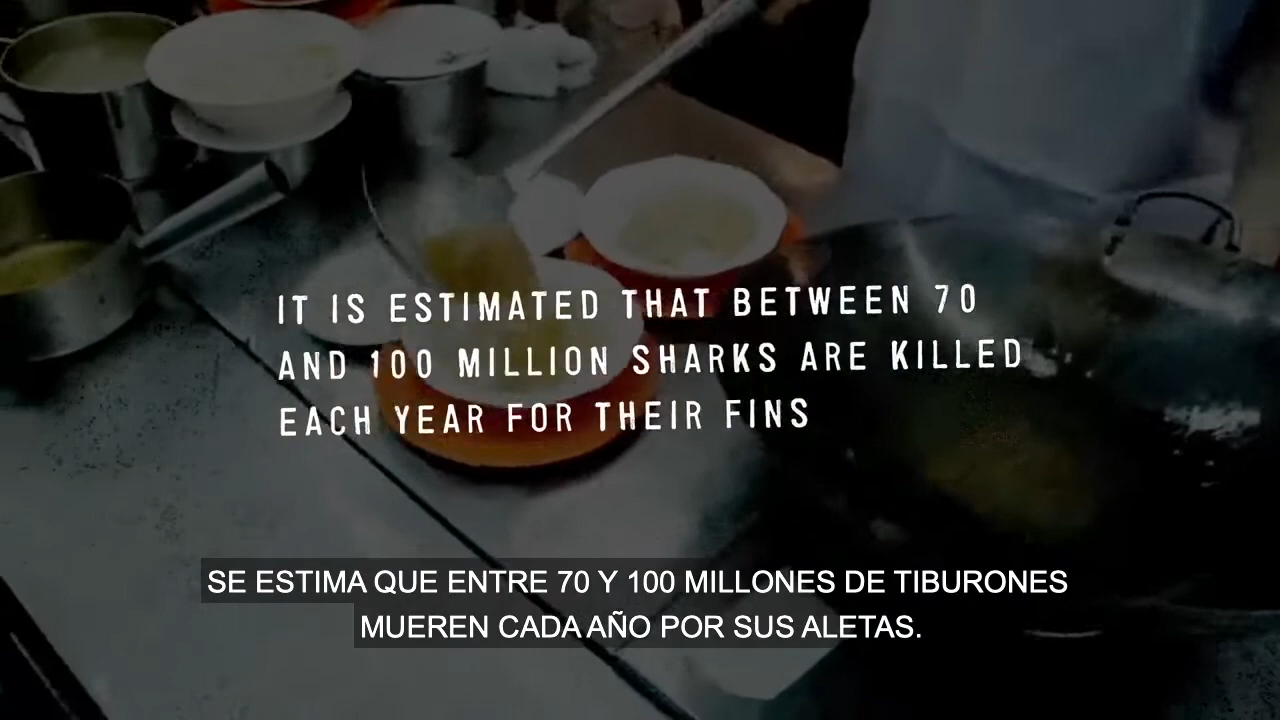 IT IS ESTIMATED THAT BETWEEN 70
AND 100 MILLION SHARKS ARE KILLED
EACH YEAR FOR THEIR FINS
SE ESTIMA QUE ENTRE 70 Y 100 MILLONES DE TIBURONES
MUEREN CADA AÑO POR SUS ALETAS.